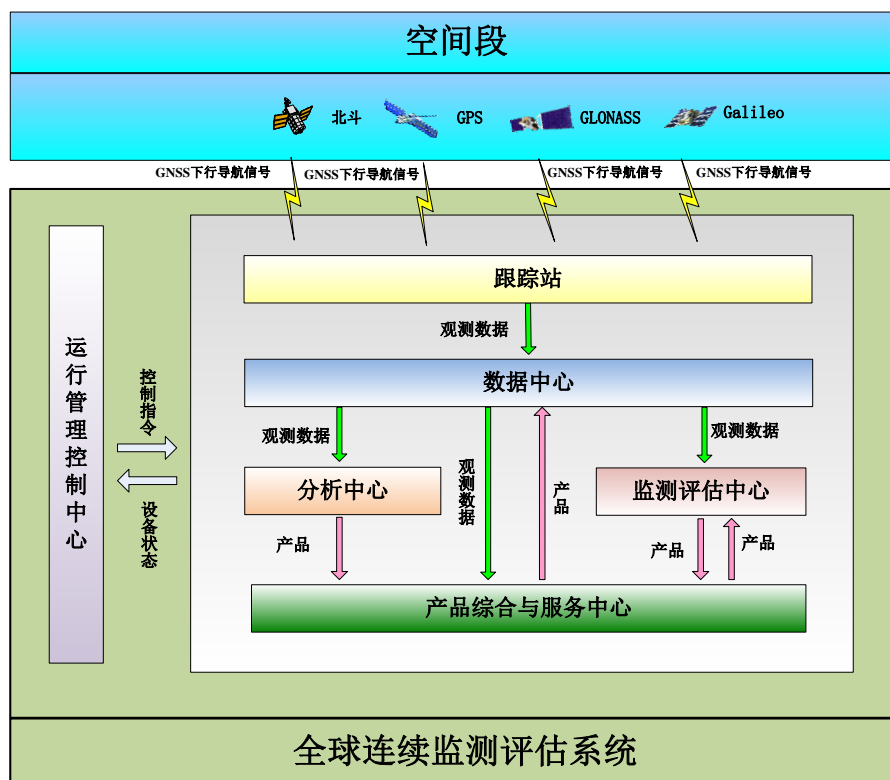 空间段
北斗
GPS
GLONASS
Galileo
GNSS下行导航信号
GNSS下行导航信号
GNSS下行导航信号
GNSS下行导航信号
跟踪站
观测数据
数据中心
运行管理控制中心
控制指令
设备状态
观测数据
观测数据
产品
观测数据
分析中心
监测评估中心
产品
产品
产品
产品综合与服务中心
全球连续监测评估系统